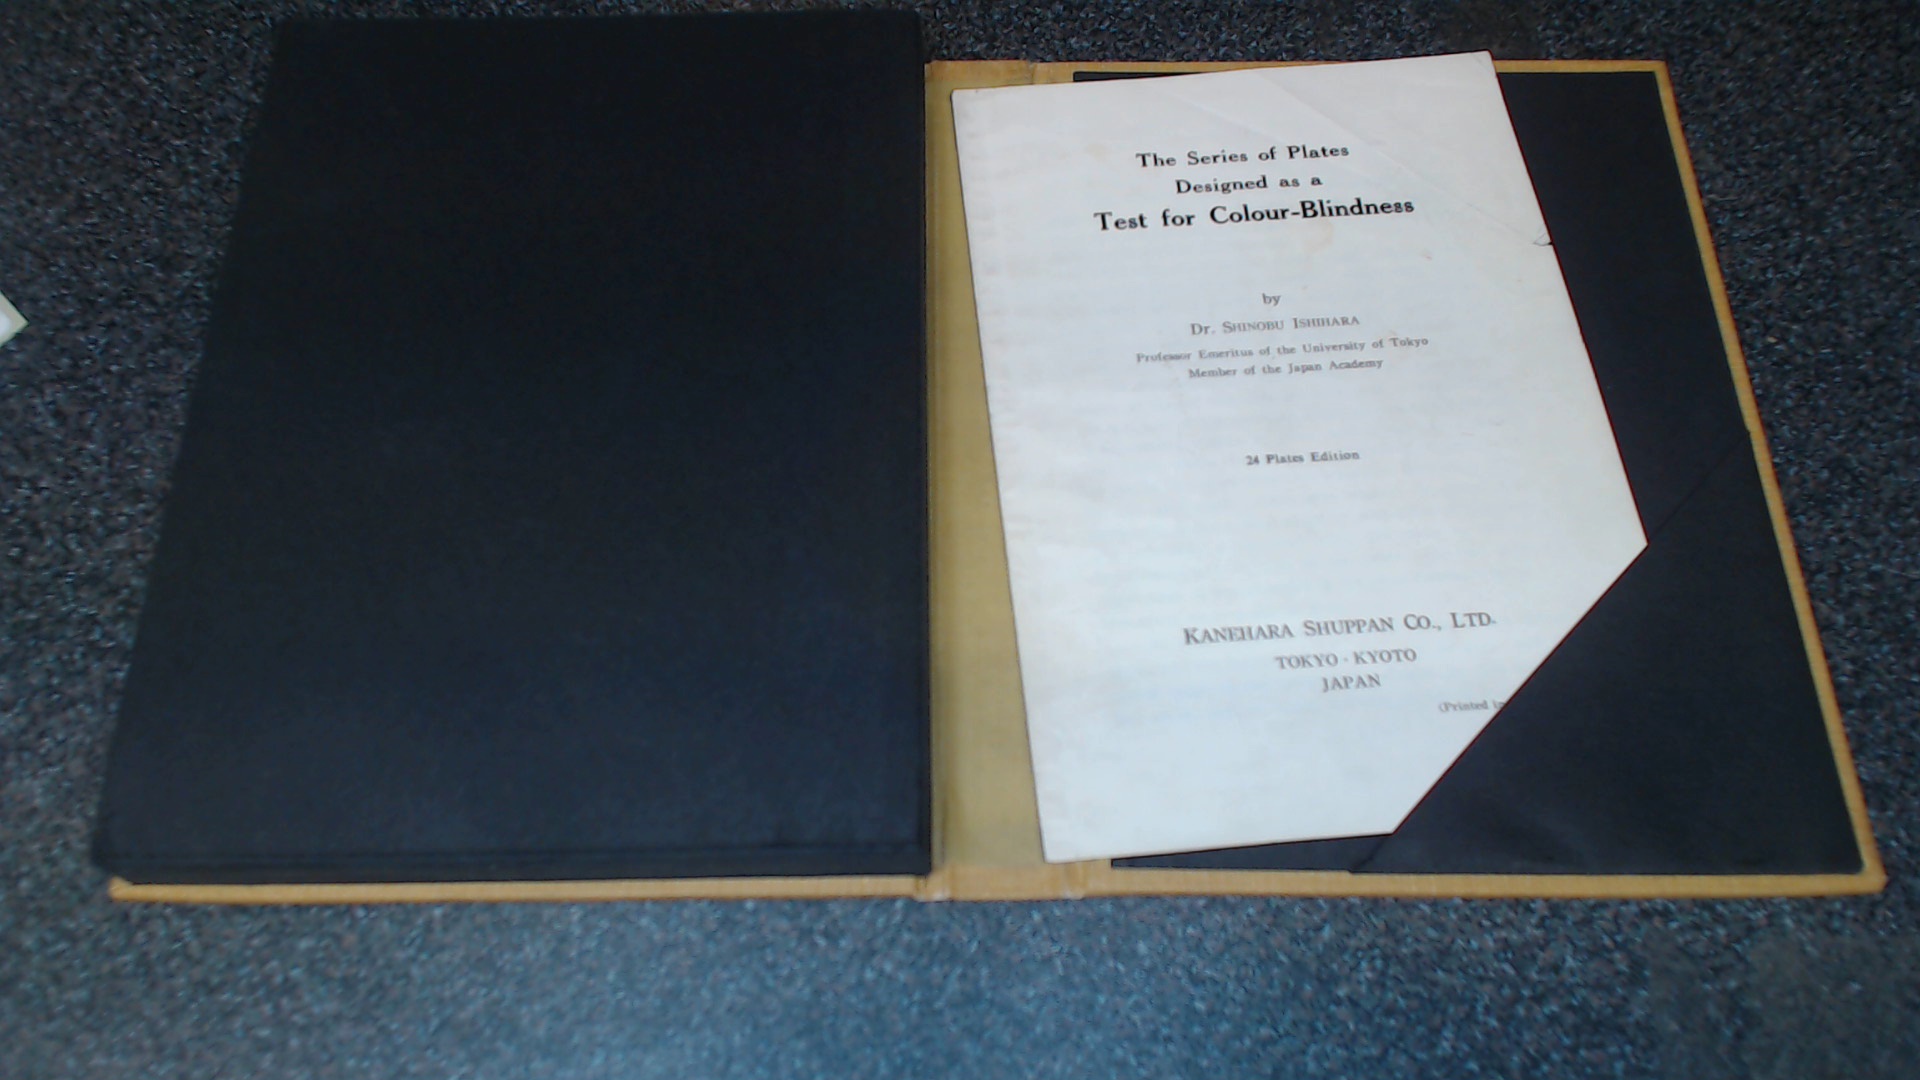 The Series of Plates
Designed as a
Test for Colour-Blindness
by
Dr. SHINOBU ISHIHARA
Professor Emeritus of the University of Tokyo
Member of the Japan Academy
24 Plates Edition
KANEHARA SHUPPAN CO., LTD.
TOKYO · KYOTO
JAPAN
(Printed in